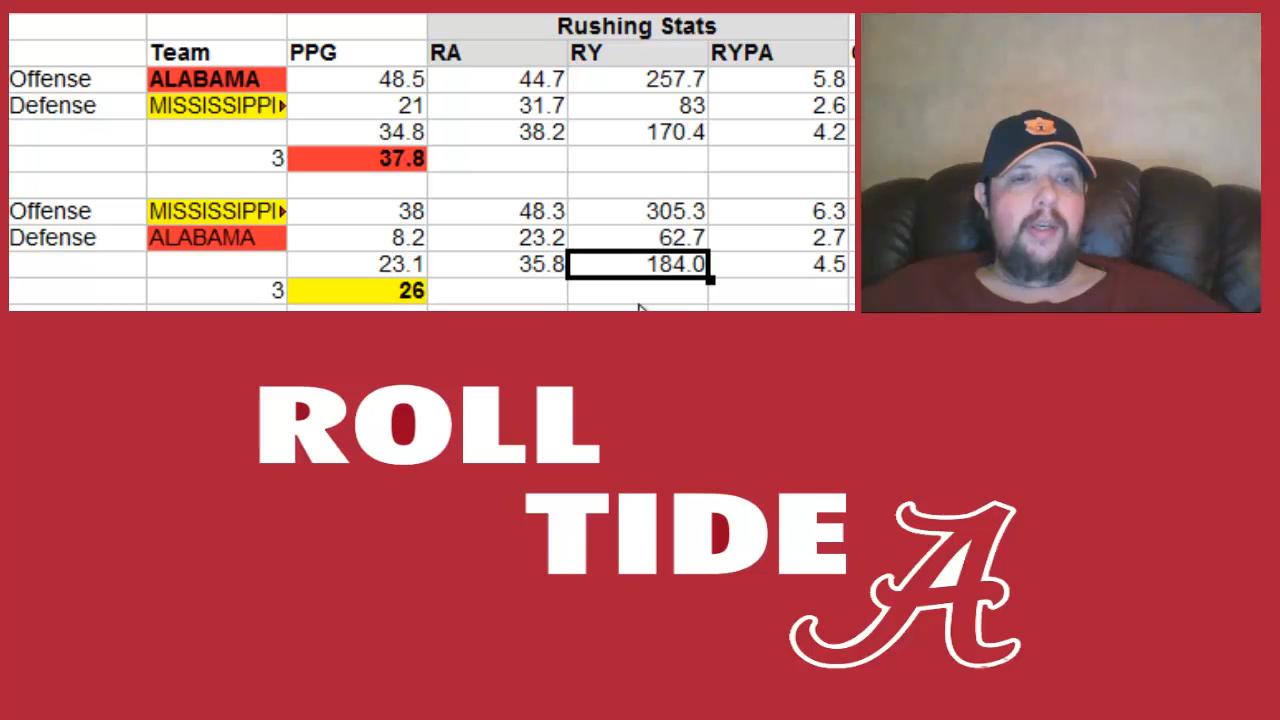 Rushing Stats
Team PPG RA RY RYPA
Offense ALABAMA 48.5 44.7 257.7 5.8
Defense MISSISSIPPI 21 31.7 83 2.6
34.8 38.2 170.4 4.2
3 37.8
Offense MISSISSIPPI 38 48.3 305.3 6.3
Defense ALABAMA 8.2 23.2 62.7 2.7
23.1 35.8 184.0 4.5
3 26
ROLL
TIDE A